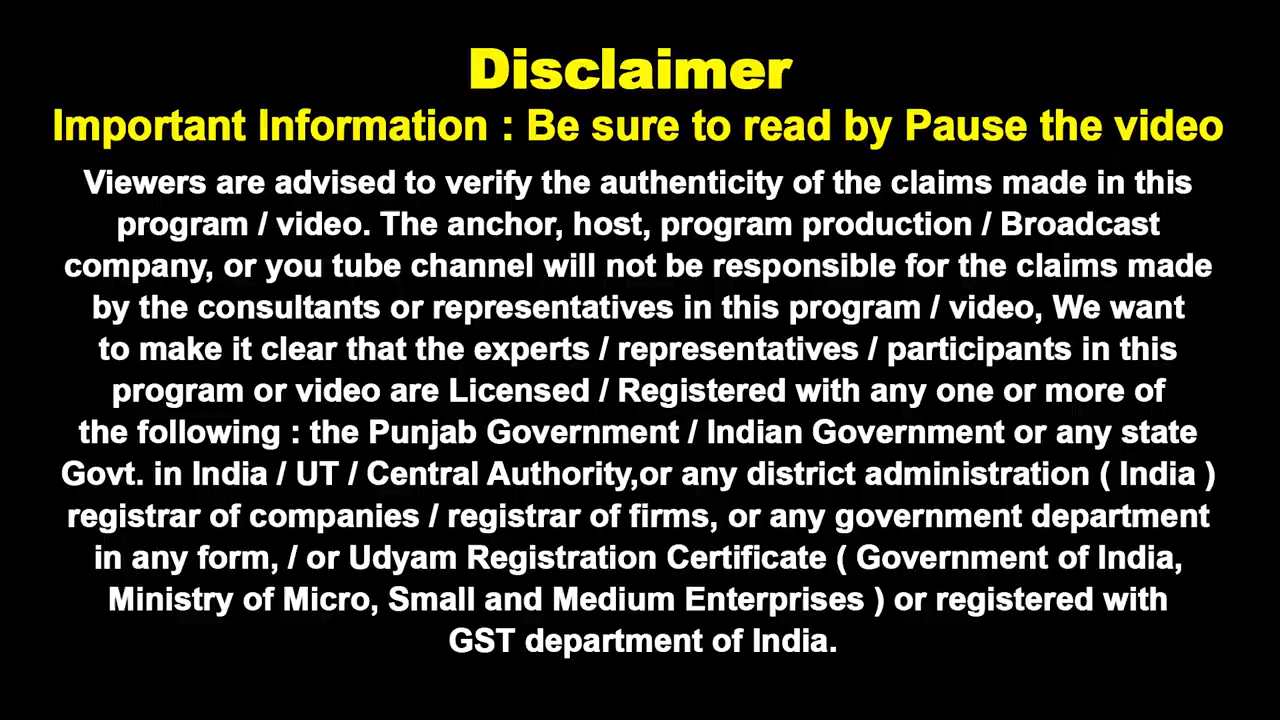 Disclaimer
Important Information : Be sure to read by Pause the video
Viewers are advised to verify the authenticity of the claims made in this
program / video. The anchor, host, program production / Broadcast
company, or you tube channel will not be responsible for the claims made
by the consultants or representatives in this program / video, We want
to make it clear that the experts / representatives / participants in this
program or video are Licensed / Registered with any one or more of
the following : the Punjab Government / Indian Government or any state
Govt. in India / UT / Central Authority,or any district administration ( India )
registrar of companies / registrar of firms, or any government department
in any form, / or Udyam Registration Certificate ( Government of India,
Ministry of Micro, Small and Medium Enterprises ) or registered with
GST department of India.